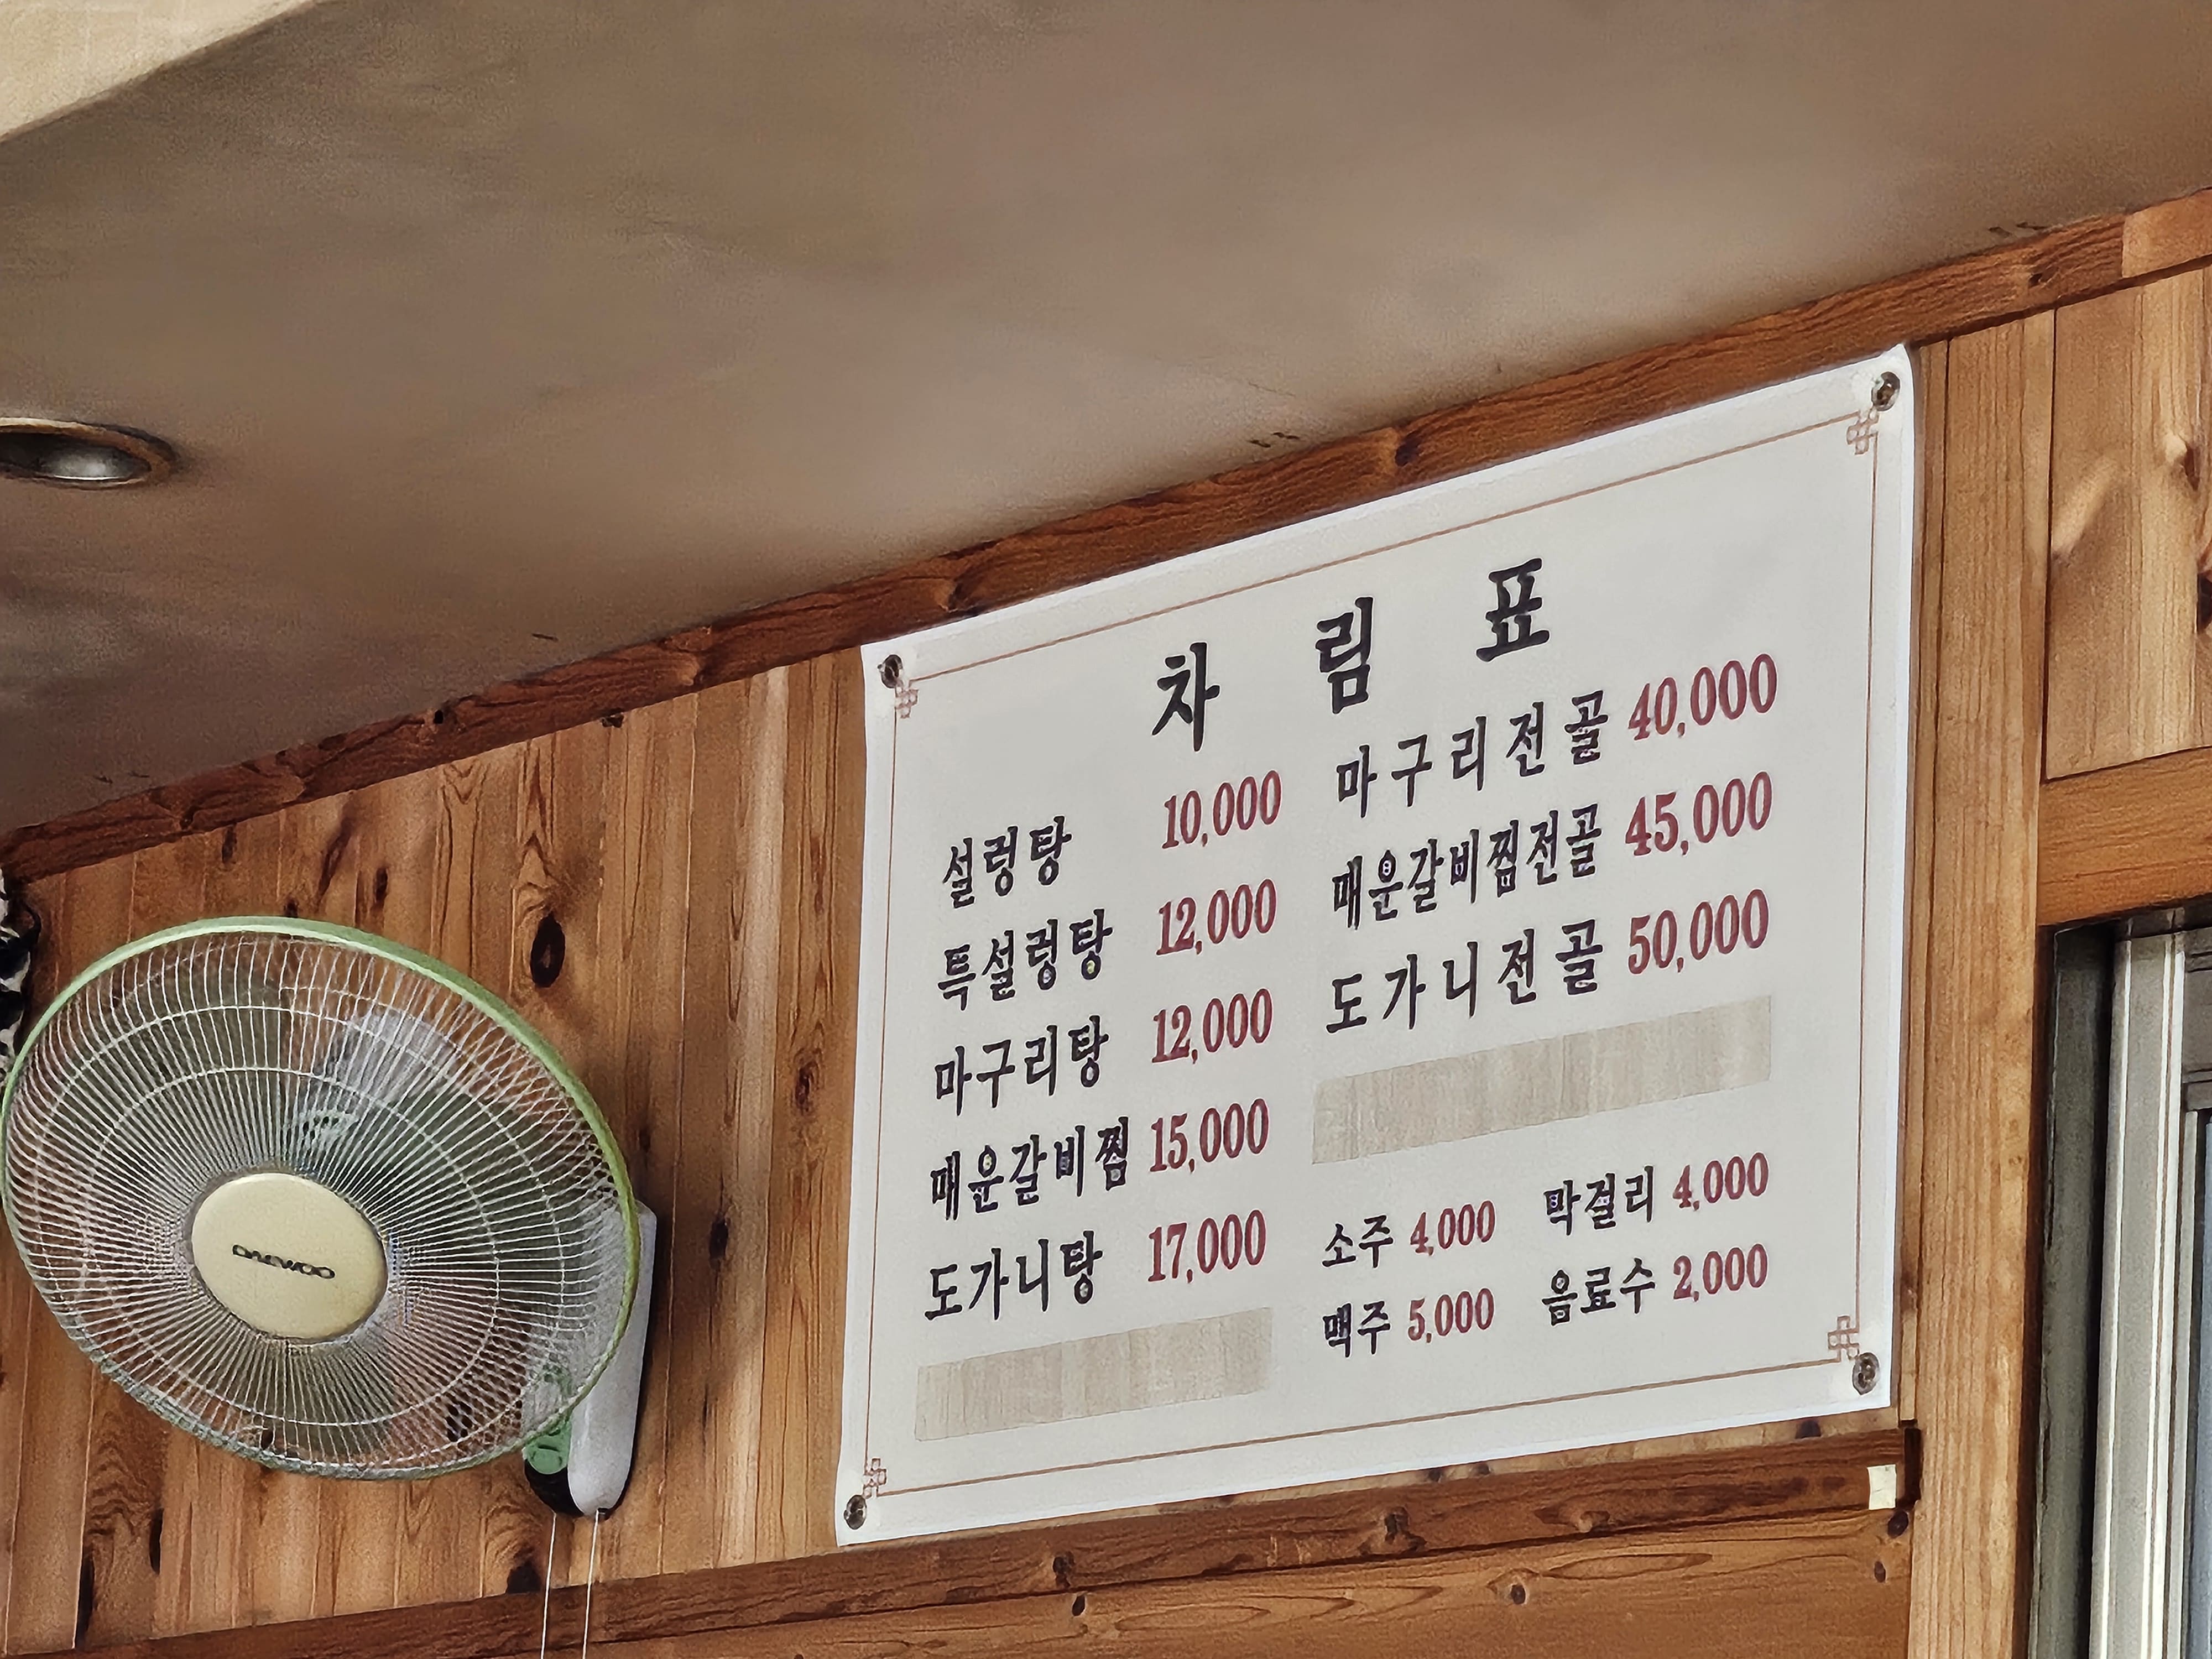 차 림 표
설렁탕 10,000
특설렁탕 12,000
마구리탕 12,000
매운갈비찜 15,000
도가니탕 17,000
마구리전골 40,000
매운갈비찜전골 45,000
도가니전골 50,000
소주 4,000 막걸리 4,000
맥주 5,000 음료수 2,000
DAEWOO